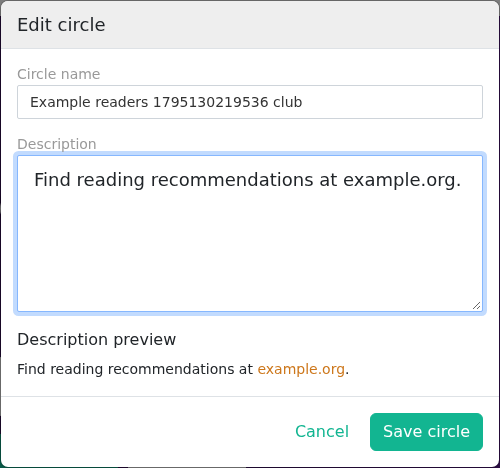 Edit circle
Circle name
Example readers 1795130219536 club
Description
Find reading recommendations at example.org.
Description preview
Find reading recommendations at example.org.
Cancel
Save circle